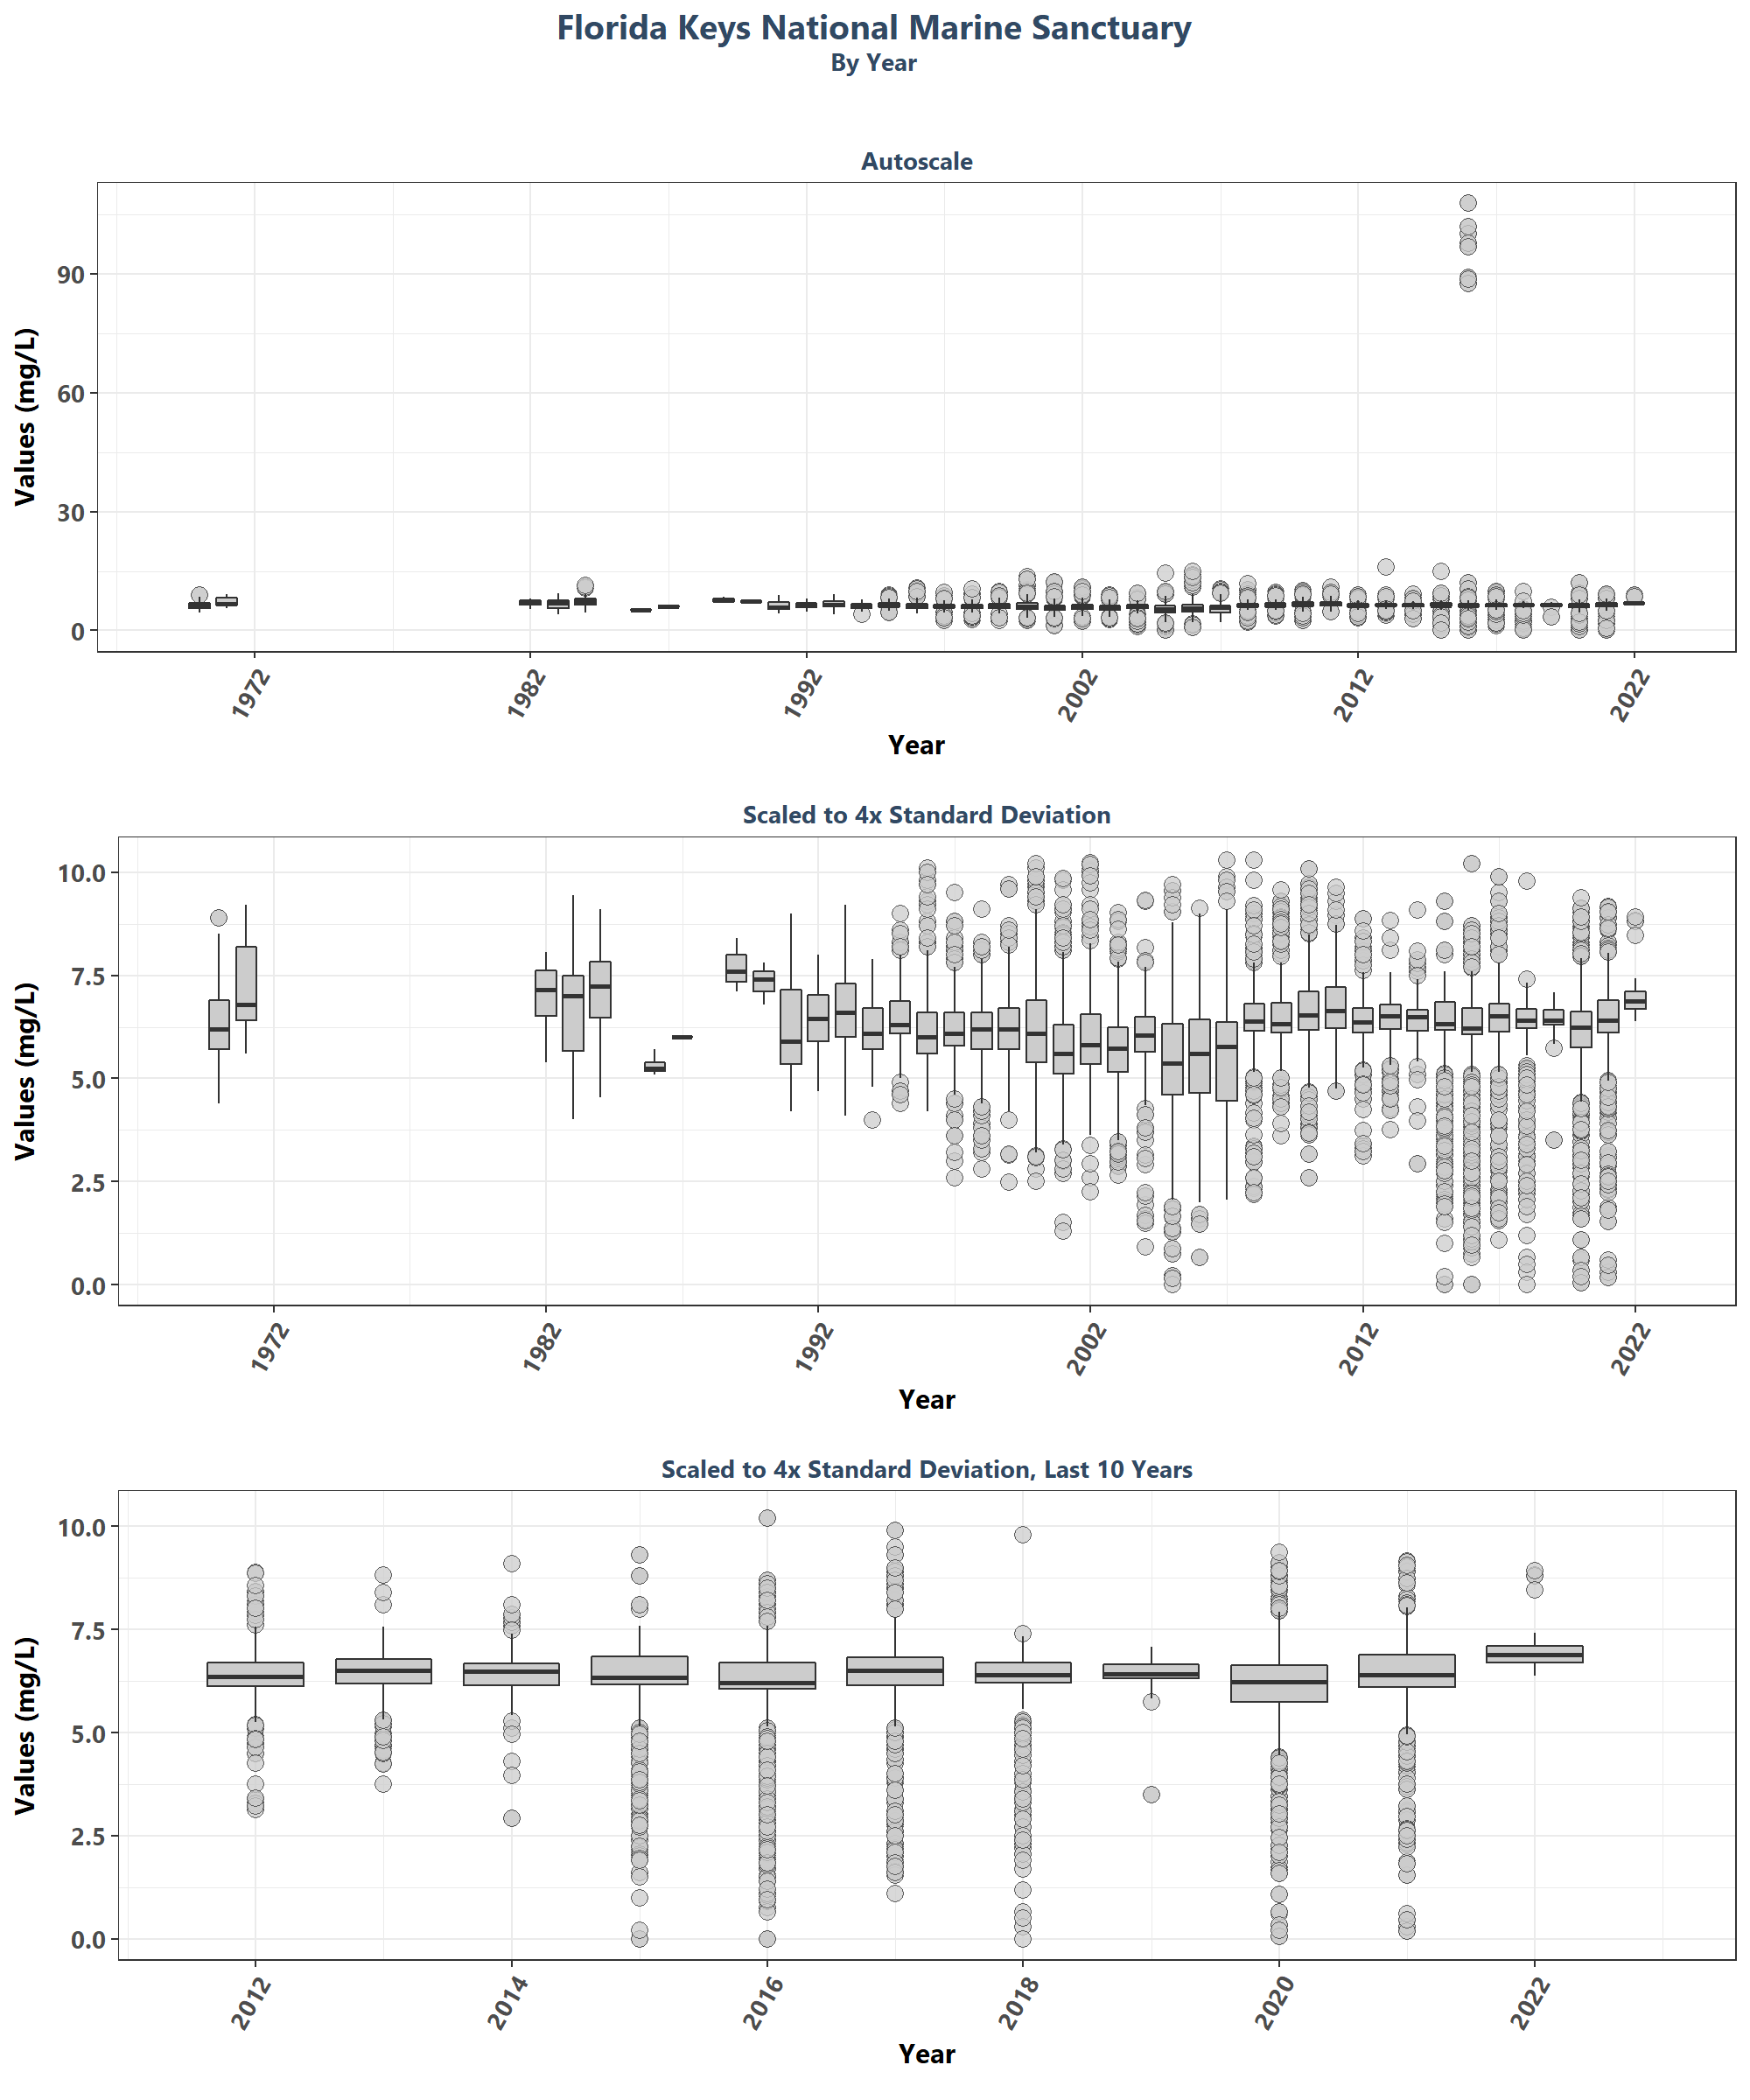 Florida Keys National Marine Sanctuary
By Year
Autoscale
Values (mg/L)
90
60
30
0
1972
1982
1992
2002
2012
2022
Year
Scaled to 4x Standard Deviation
Values (mg/L)
10.0
7.5
5.0
2.5
0.0
1972
1982
1992
2002
2012
2022
Year
Scaled to 4x Standard Deviation, Last 10 Years
Values (mg/L)
10.0
7.5
5.0
2.5
0.0
2012
2014
2016
2018
2020
2022
Year